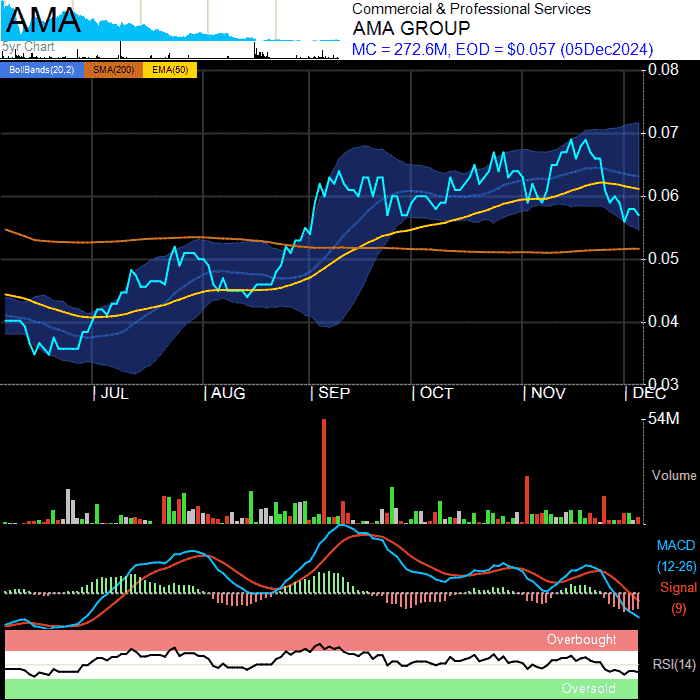 AMA
5yr Chart
Commercial & Professional Services
AMA GROUP
MC = 272.6M, EOD = $0.057 (05Dec2024)
BollBands(20,2) SMA(200) EMA(50)
0.08
0.07
0.06
0.05
0.04
0.03
JUL AUG SEP OCT NOV DEC
54M
Volume
MACD
(12-26)
Signal
(9)
Overbought
RSI(14)
Oversold